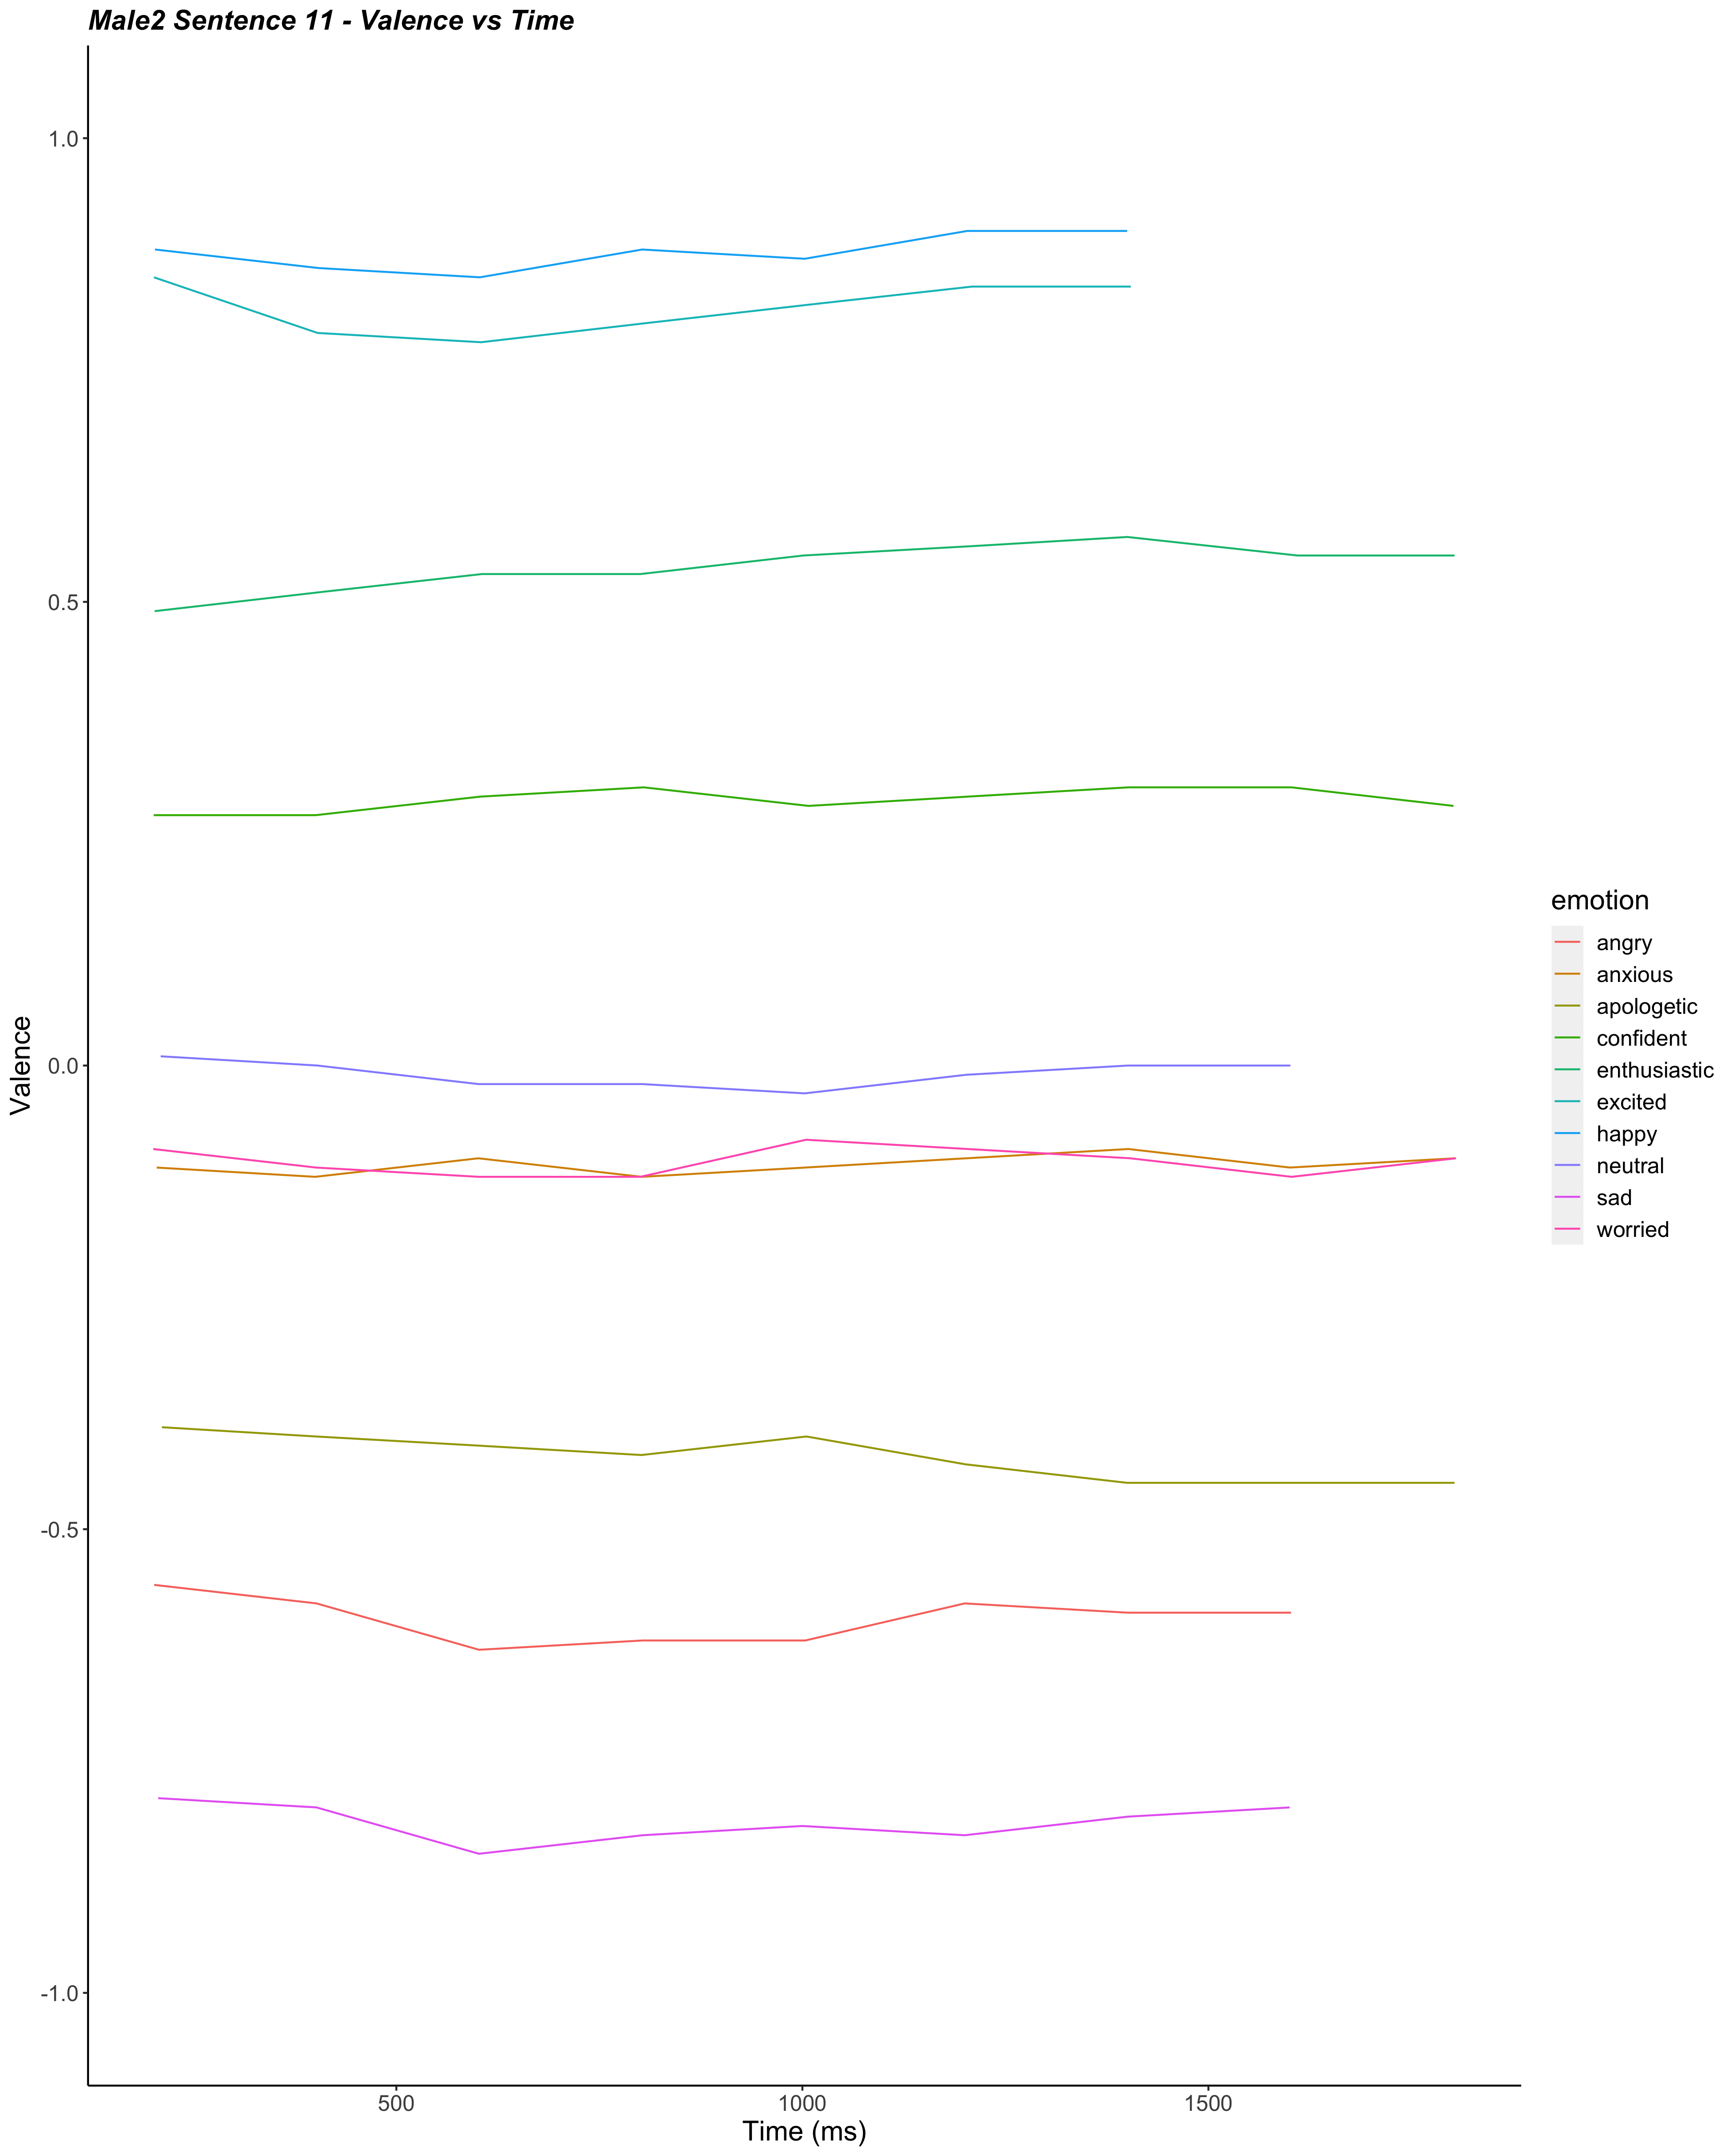 Male2 Sentence 11 - Valence vs Time
1.0
0.5
0.0
-0.5
-1.0
Valence
500
1000
1500
Time (ms)
emotion
angry
anxious
apologetic
confident
enthusiastic
excited
happy
neutral
sad
worried